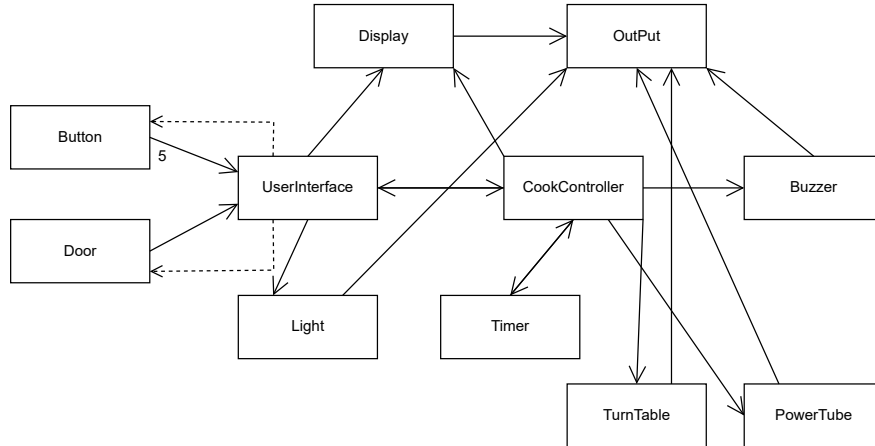 Display
OutPut
Button
5
UserInterface
CookController
Buzzer
Door
Light
Timer
TurnTable
PowerTube